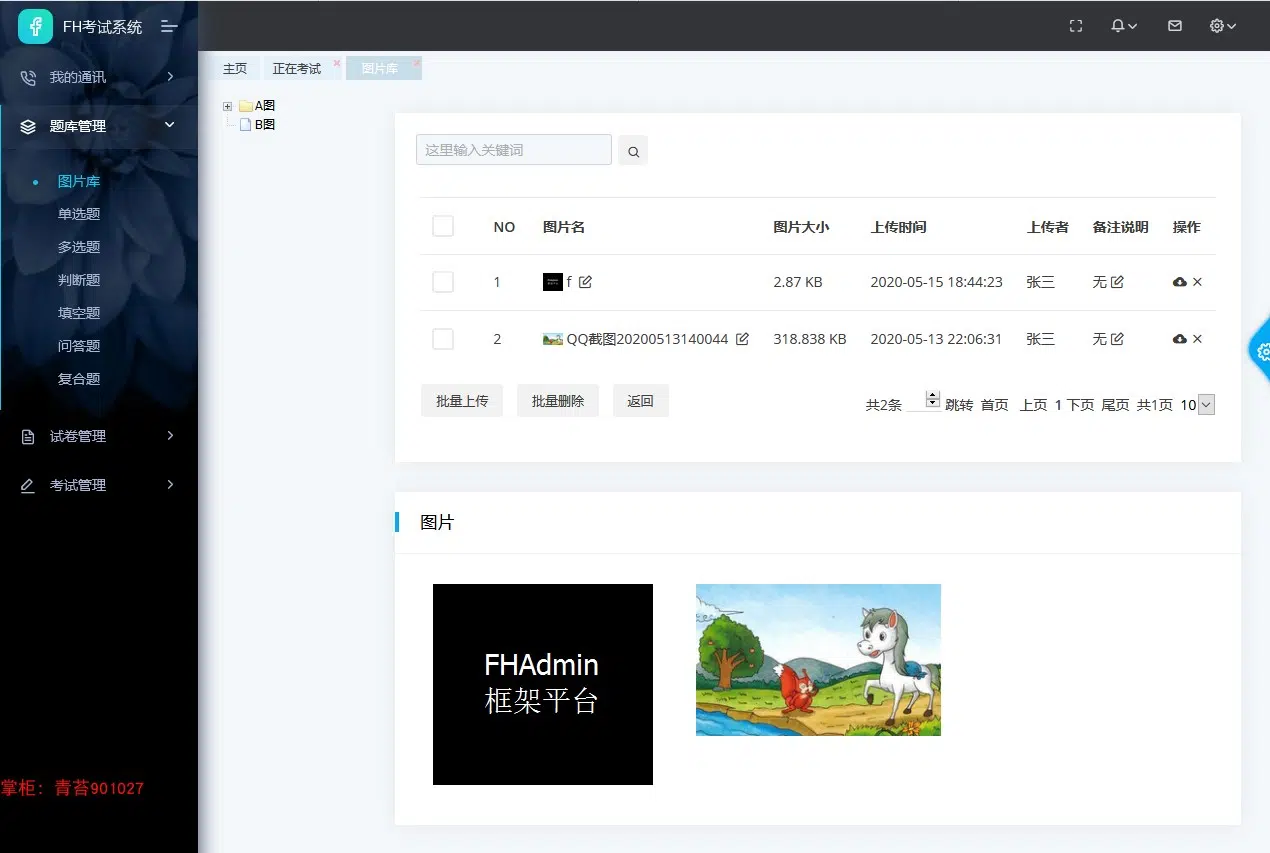 FH考试系统
我的通讯
题库管理
图片库
单选题
多选题
判断题
填空题
问答题
复合题
试卷管理
考试管理
掌柜：青苔901027
主页 正在考试 图片库
A图
B图
这里输入关键词
NO 图片名 图片大小 上传时间 上传者 备注说明 操作
1 f 2.87 KB 2020-05-15 18:44:23 张三 无
2 QQ截图20200513140044 318.838 KB 2020-05-13 22:06:31 张三 无
批量上传 批量删除 返回 共2条 跳转 首页 上页 1 下页 尾页 共1页 10
图片
FHAdmin
框架平台